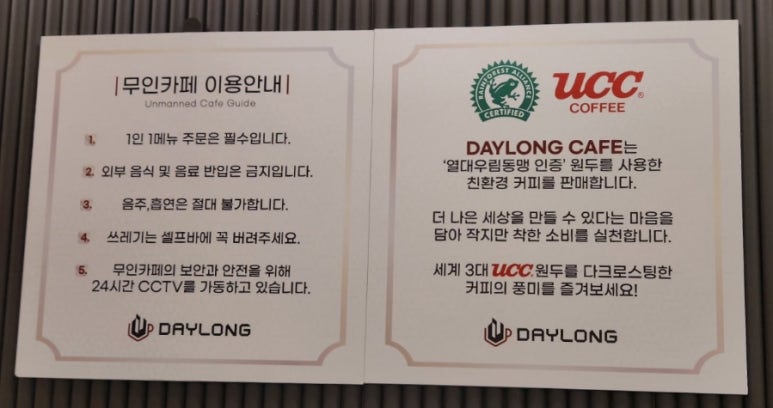 무인카페 이용안내
Unmanned Cafe Guide
1. 1인 1메뉴 주문은 필수입니다.
2. 외부 음식 및 음료 반입은 금지입니다.
3. 음주,흡연은 절대 불가합니다.
4. 쓰레기는 셀프바에 꼭 버려주세요.
5. 무인카페의 보안과 안전을 위해
24시간 CCTV를 가동하고 있습니다.
DAYLONG
RAINFOREST ALLIANCE
CERTIFIED
UCC
COFFEE
DAYLONG CAFE는
'열대우림동맹 인증' 원두를 사용한
친환경 커피를 판매합니다.
더 나은 세상을 만들 수 있다는 마음을
담아 작지만 착한 소비를 실천합니다.
세계 3대 UCC 원두를 다크로스팅한
커피의 풍미를 즐겨보세요!
DAYLONG